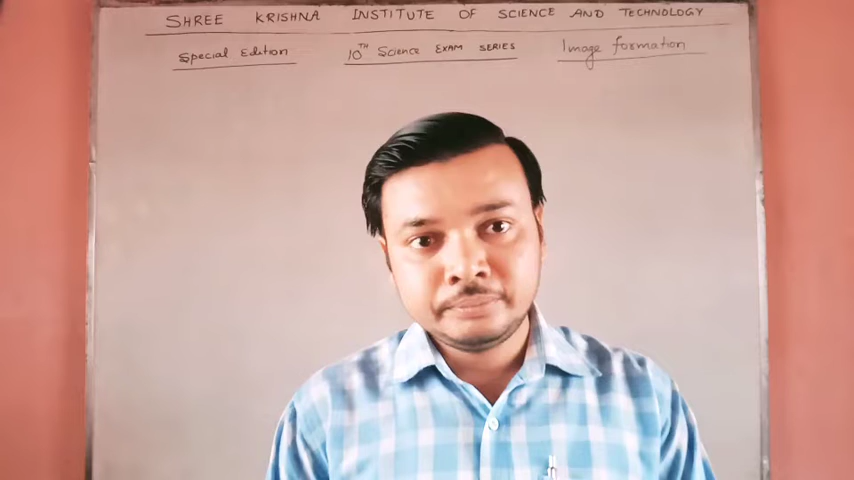 SHREE KRISHNA INSTITUTE OF SCIENCE AND TECHNOLOGY
Special Edition 10TH Science EXAM SERIES Image formation